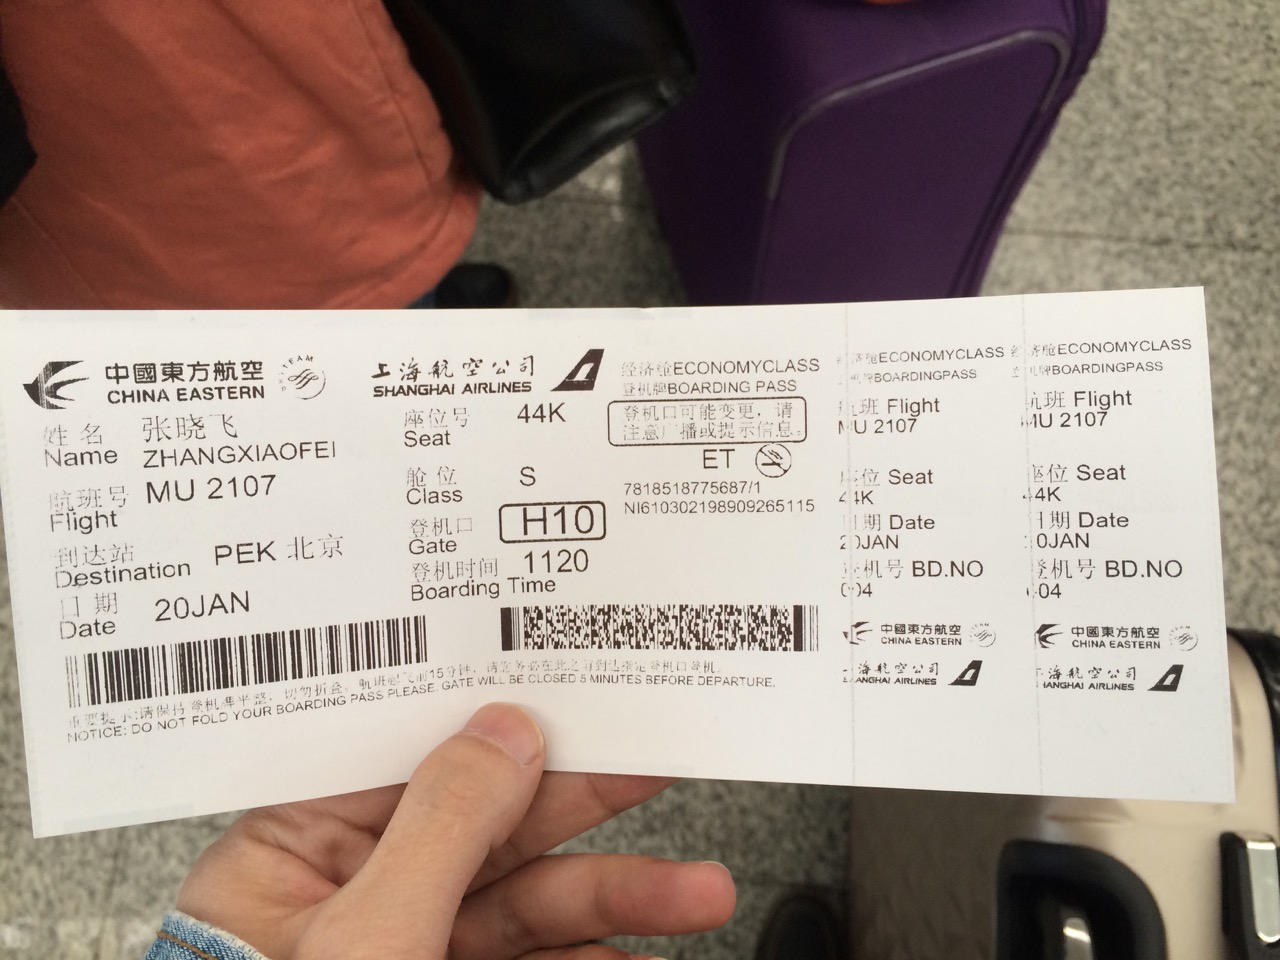 中國東方航空
CHINA EASTERN
SKYTEAM
上海航空公司
SHANGHAI AIRLINES
经济舱ECONOMYCLASS
登机牌BOARDING PASS
登机口可能变更，请
注意广播或提示信息。
姓名 张晓飞
Name ZHANGXIAOFEI
座位号 44K
Seat
航班号 MU 2107
Flight
舱位 S
Class
ET
7818518775687/1
NI610302198909265115
登机口 H10
Gate
到达站 PEK 北京
Destination
登机时间 1120
Boarding Time
日期 20JAN
Date
重要提示:请保持登机牌平整，切勿折叠。航班起飞前15分钟，请您务必在此之前到达指定登机口登机。
NOTICE: DO NOT FOLD YOUR BOARDING PASS PLEASE. GATE WILL BE CLOSED 5 MINUTES BEFORE DEPARTURE.
经济舱ECONOMYCLASS
登机牌BOARDINGPASS
航班 Flight
MU 2107
座位 Seat
44K
日期 Date
20JAN
登机号 BD.NO
04
中國東方航空
CHINA EASTERN
上海航空公司
SHANGHAI AIRLINES
经济舱ECONOMYCLASS
登机牌BOARDINGPASS
航班 Flight
MU 2107
座位 Seat
44K
日期 Date
20JAN
登机号 BD.NO
04
中國東方航空
CHINA EASTERN
上海航空公司
SHANGHAI AIRLINES